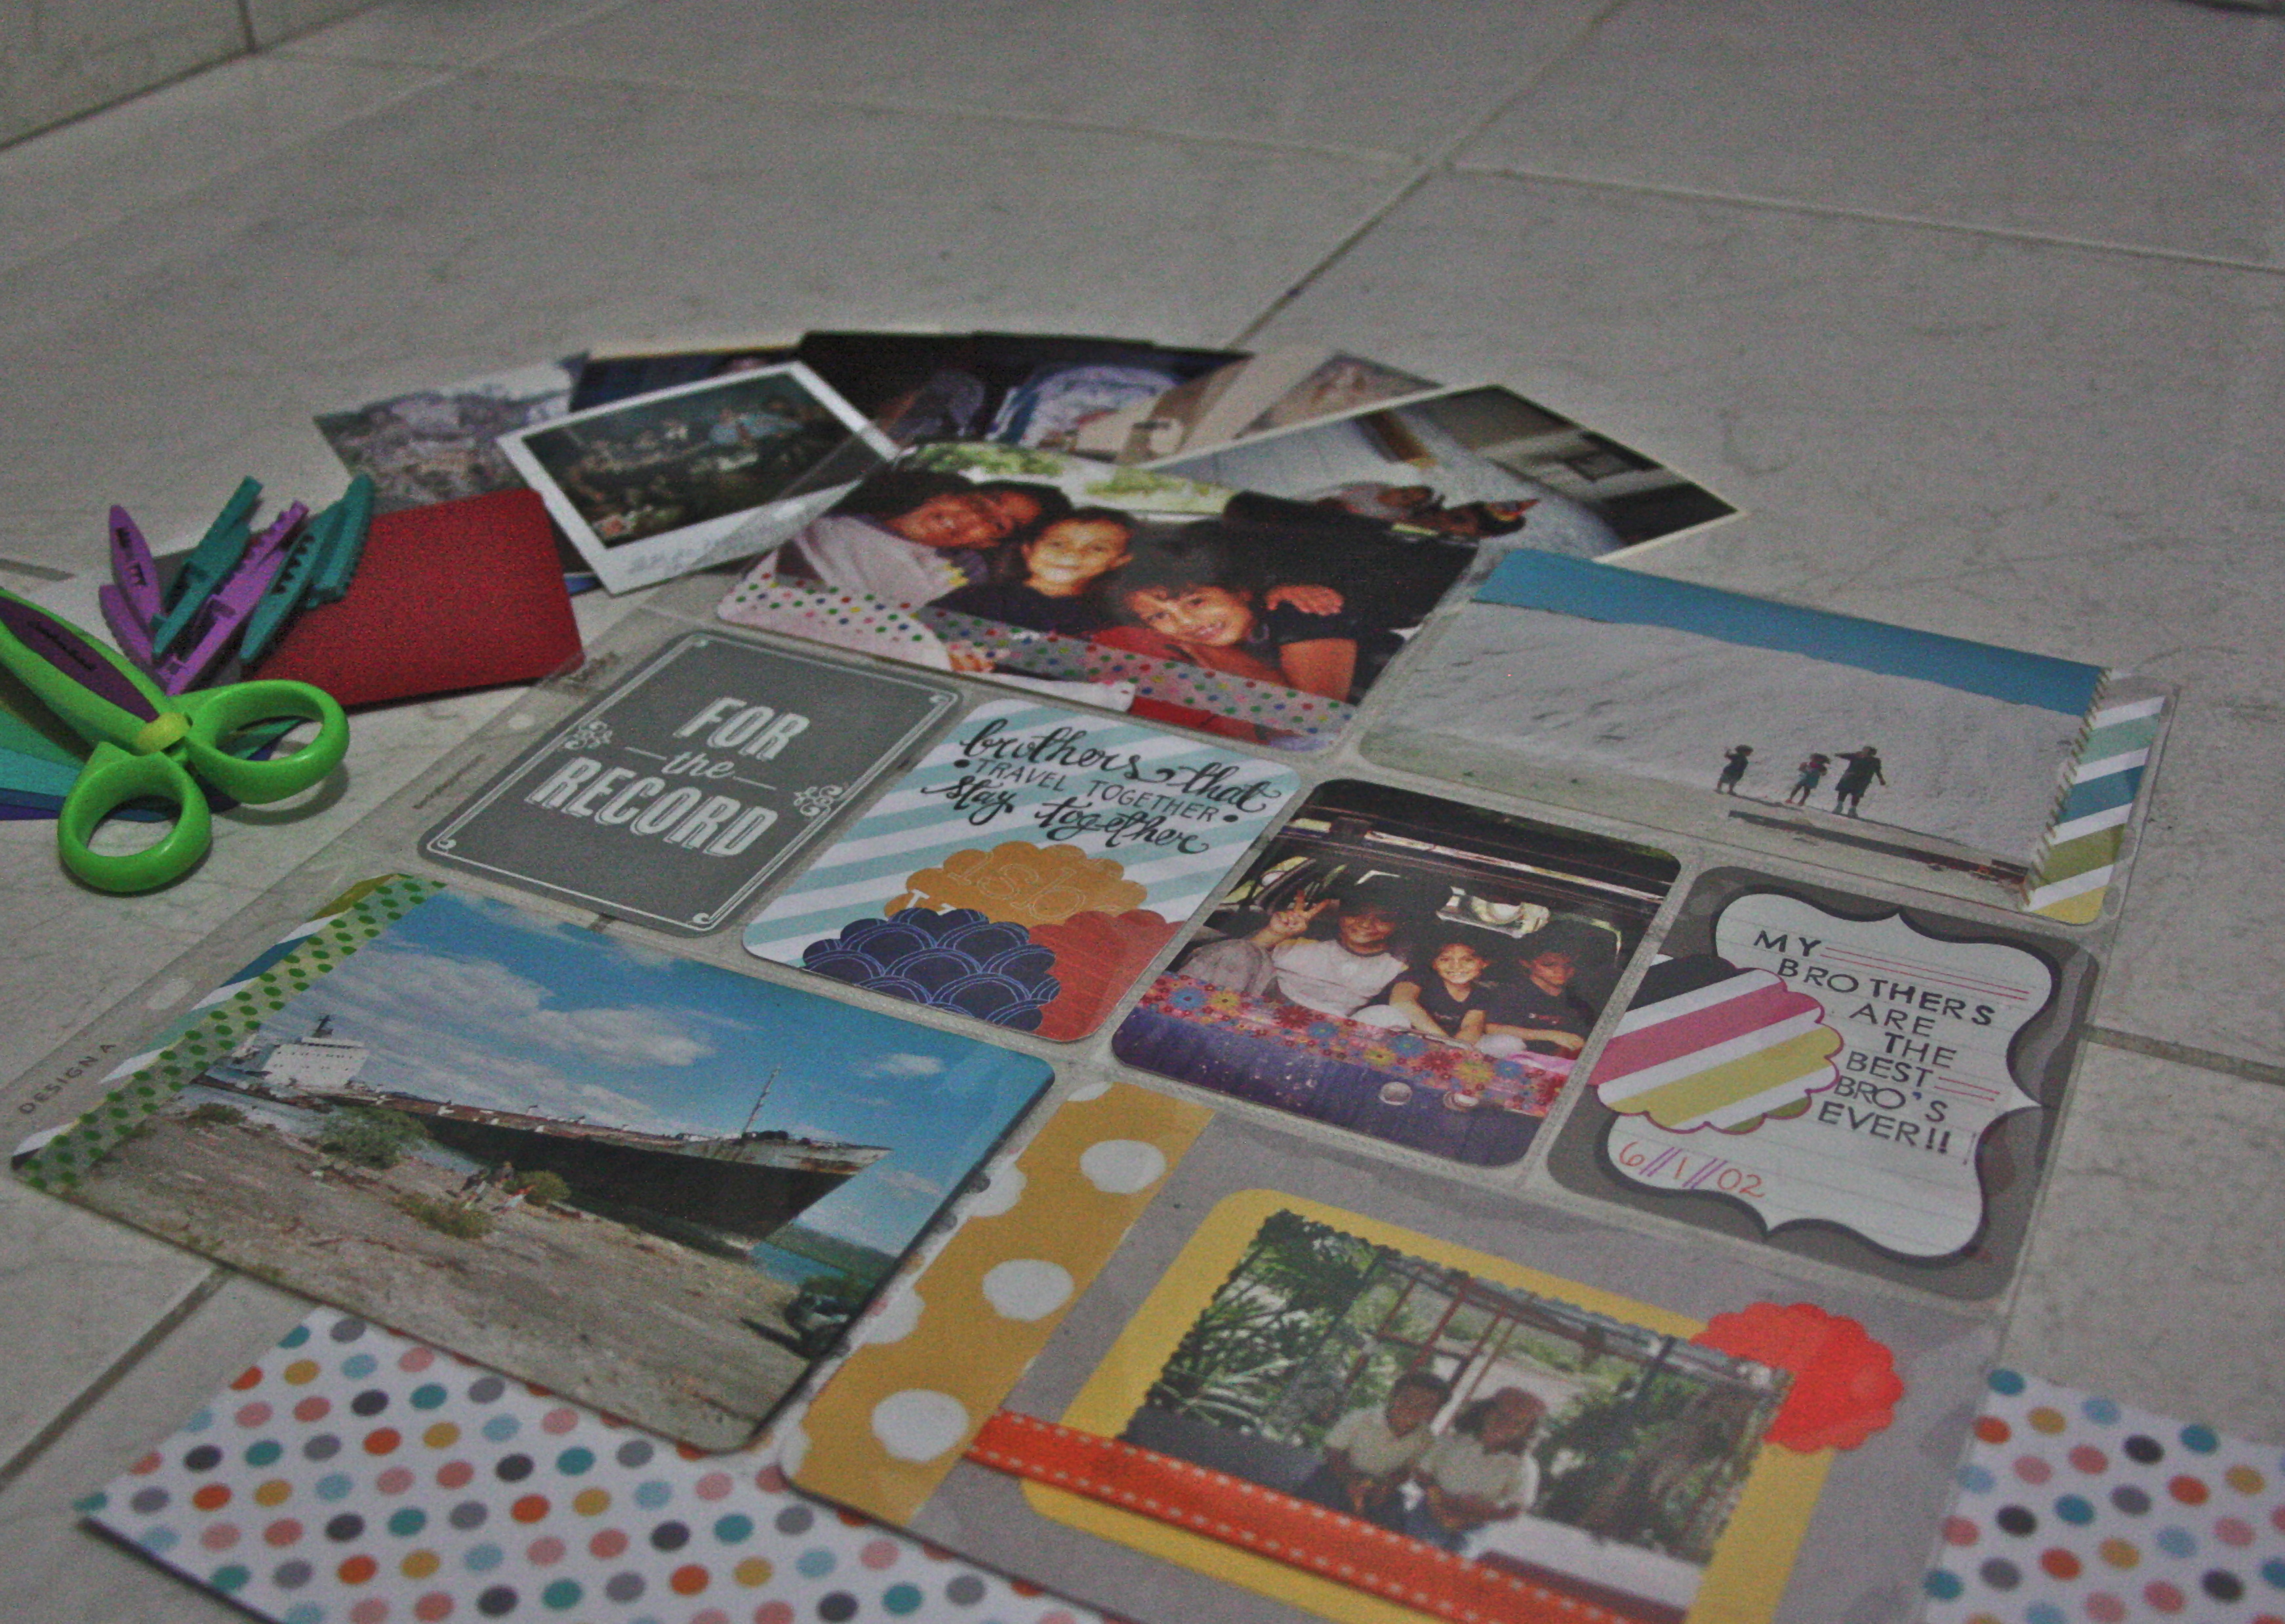 FOR
the
RECORD
brothers that
• TRAVEL TOGETHER •
stay together
MY
BROTHERS
ARE
THE
BEST
BRO'S
EVER!!
6//1//02
DESIGN A